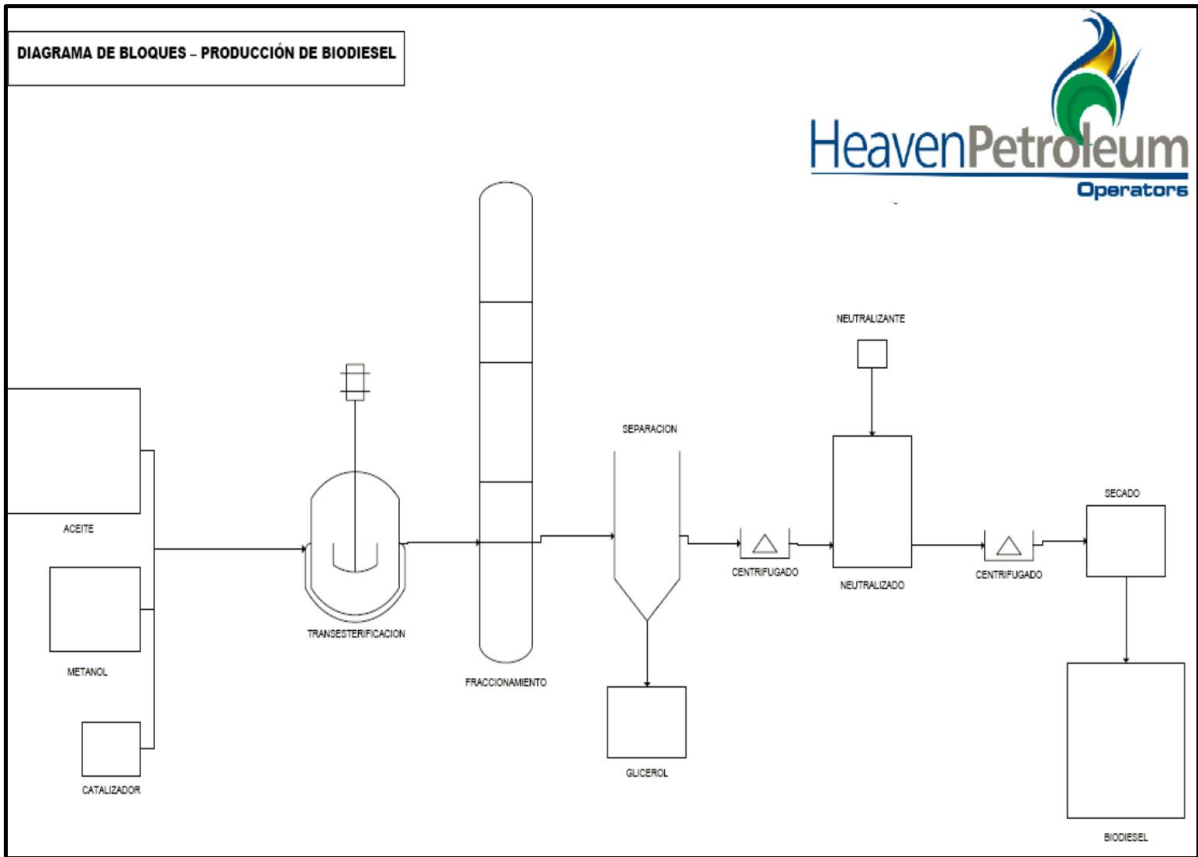 DIAGRAMA DE BLOQUES – PRODUCCIÓN DE BIODIESEL
HeavenPetroleum
Operators
NEUTRALIZANTE
SEPARACION
SECADO
ACEITE
CENTRIFUGADO
CENTRIFUGADO
NEUTRALIZADO
TRANSESTERIFICACION
METANOL
FRACCIONAMIENTO
GLICEROL
CATALIZADOR
BIODIESEL